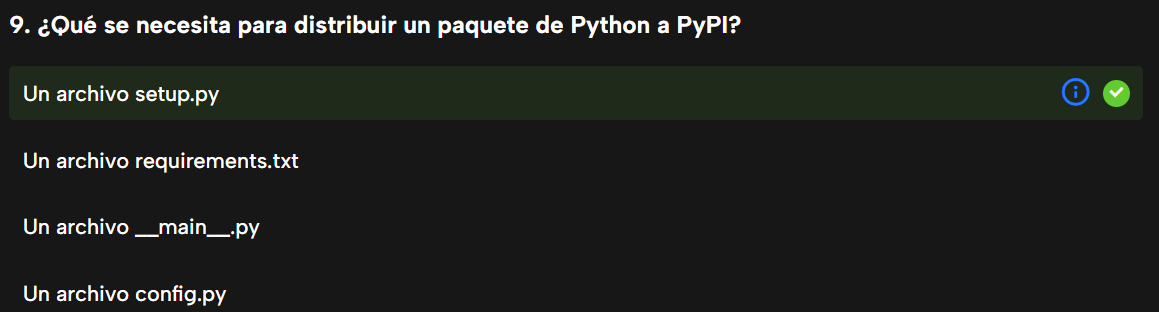 9. ¿Qué se necesita para distribuir un paquete de Python a PyPI?
Un archivo setup.py
Un archivo requirements.txt
Un archivo __main__.py
Un archivo config.py